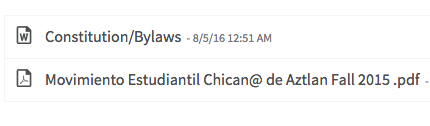 Constitution/Bylaws - 8/5/16 12:51 AM
Movimiento Estudiantil Chican@ de Aztlan Fall 2015 .pdf -